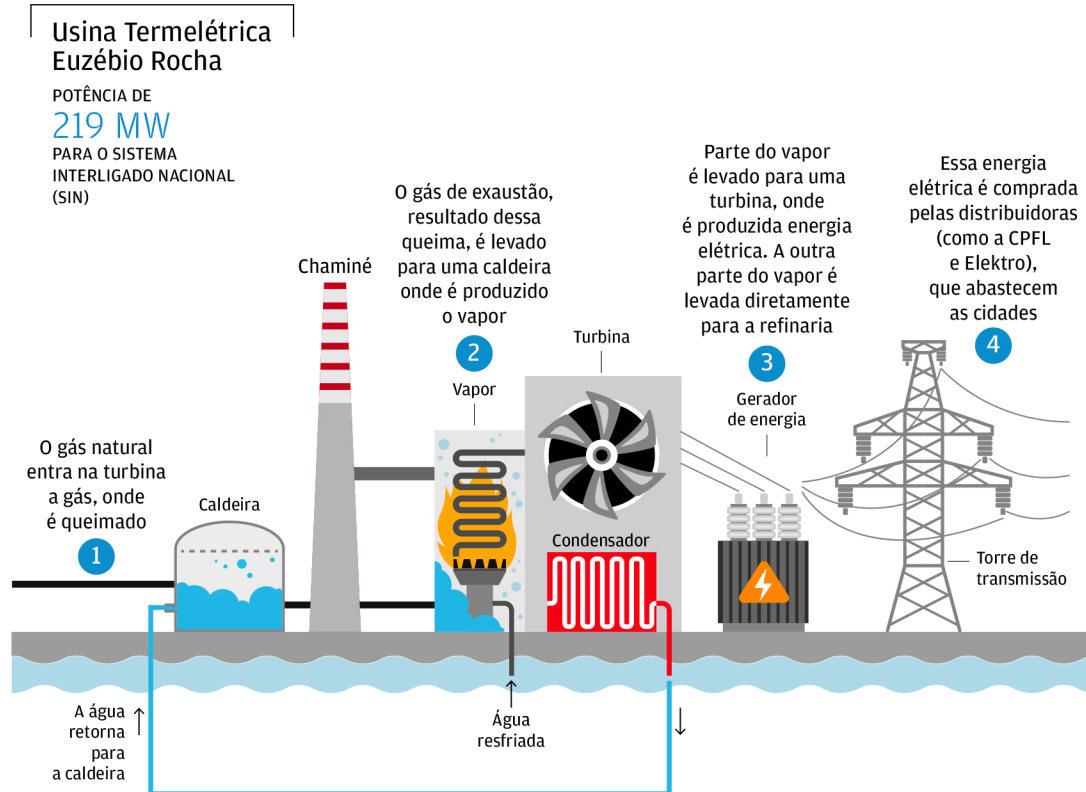 Usina Termelétrica
Euzébio Rocha
POTÊNCIA DE
219 MW
PARA O SISTEMA
INTERLIGADO NACIONAL
(SIN)
O gás natural
entra na turbina
a gás, onde
é queimado
1
Caldeira
Chaminé
O gás de exaustão,
resultado dessa
queima, é levado
para uma caldeira
onde é produzido
o vapor
2
Vapor
Turbina
Condensador
Parte do vapor
é levado para uma
turbina, onde
é produzida energia
elétrica. A outra
parte do vapor é
levada diretamente
para a refinaria
3
Gerador
de energia
Essa energia
elétrica é comprada
pelas distribuidoras
(como a CPFL
e Elektro),
que abastecem
as cidades
4
Torre de
transmissão
A água
retorna
para
a caldeira
Água
resfriada